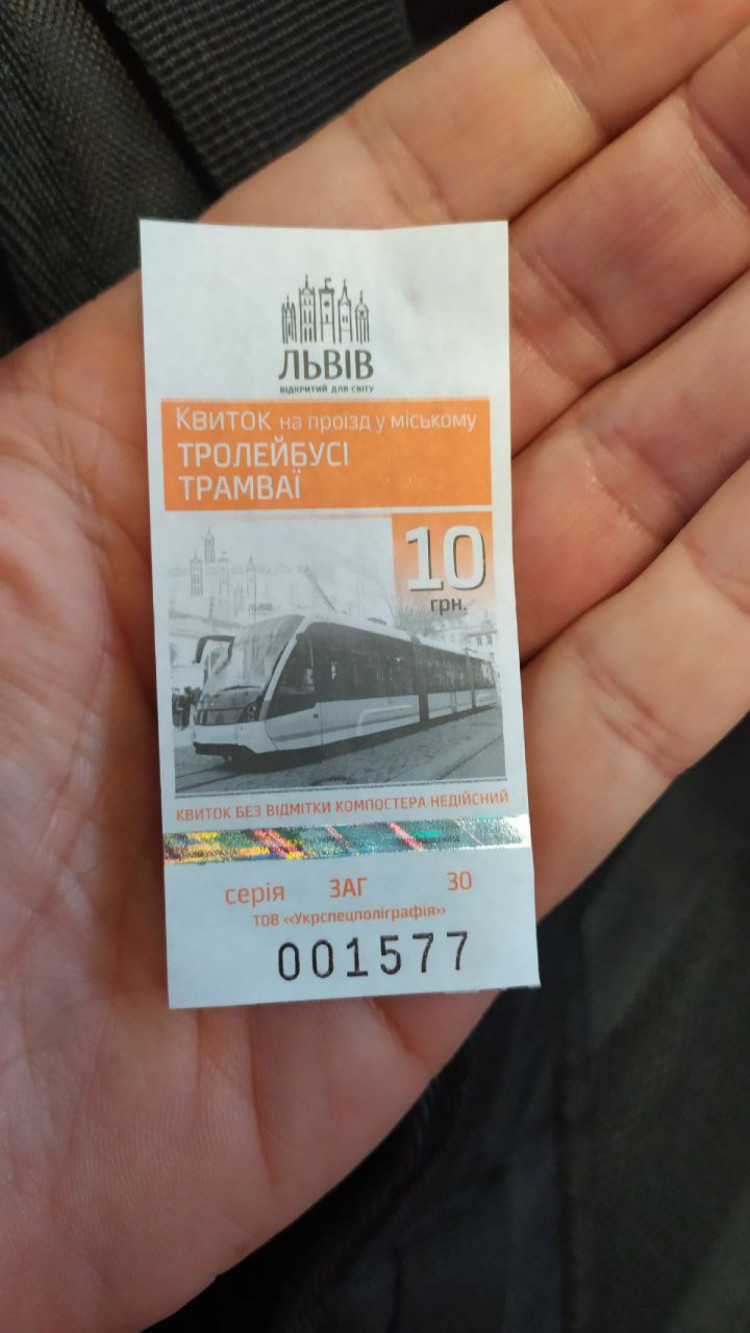 ЛЬВІВ
ВІДКРИТИЙ ДЛЯ СВІТУ
Квиток на проїзд у міському
ТРОЛЕЙБУСІ
ТРАМВАЇ
10
грн.
ЛЬВІВ
КВИТОК БЕЗ ВІДМІТКИ КОМПОСТЕРА НЕДІЙСНИЙ
серія ЗАГ 30
ТОВ «Укрспецполіграфія»
001577